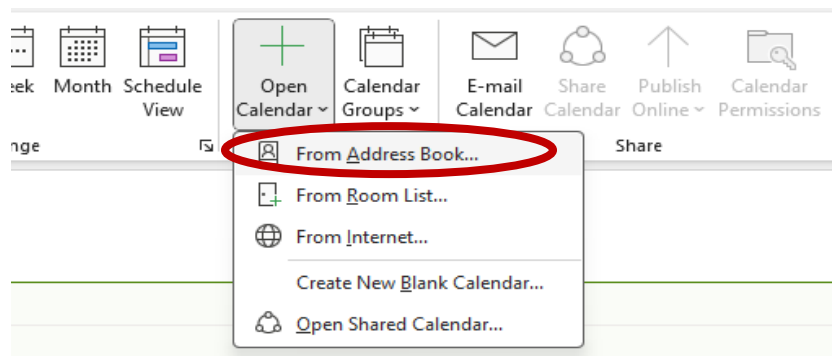 eek Month Schedule View
Open Calendar
Calendar Groups
E-mail Calendar
Share Calendar
Publish Online
Calendar Permissions
nge
Share
From Address Book...
From Room List...
From Internet...
Create New Blank Calendar...
Open Shared Calendar...